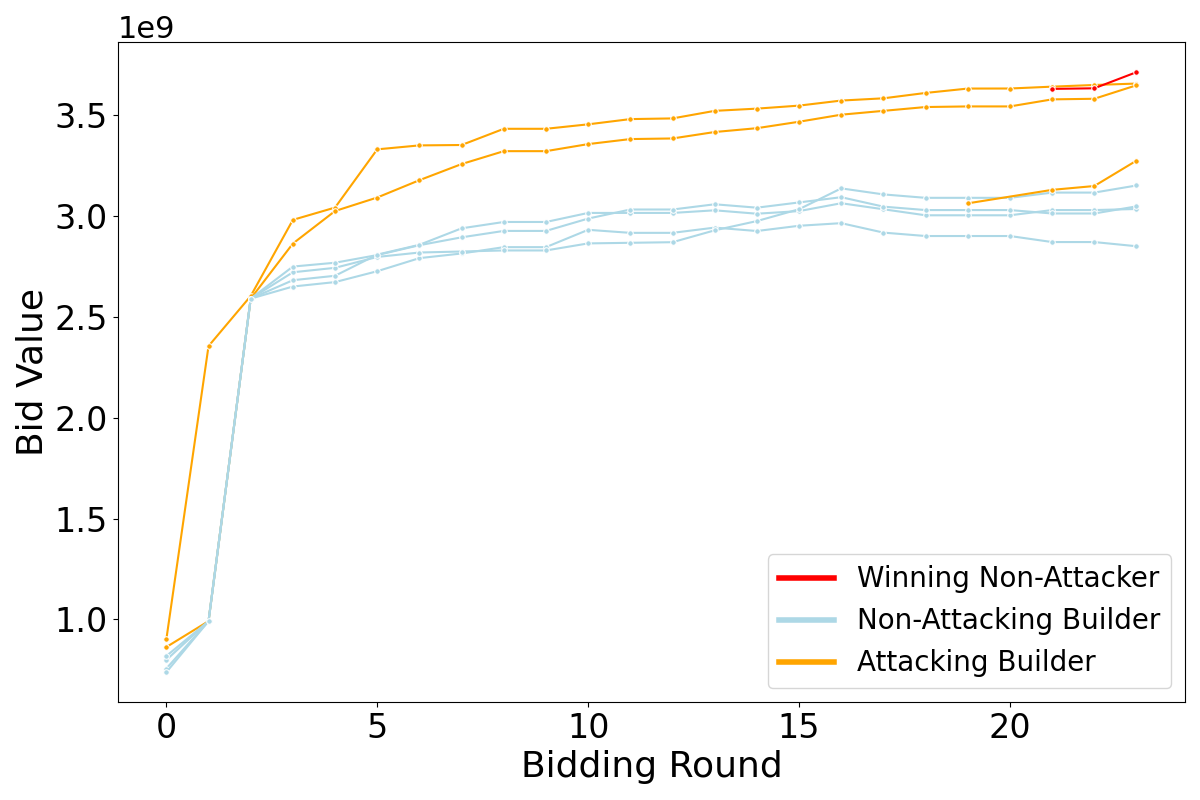 1e9
3.5
3.0
2.5
2.0
1.5
1.0
Bid Value
0 5 10 15 20
Bidding Round
Winning Non-Attacker
Non-Attacking Builder
Attacking Builder